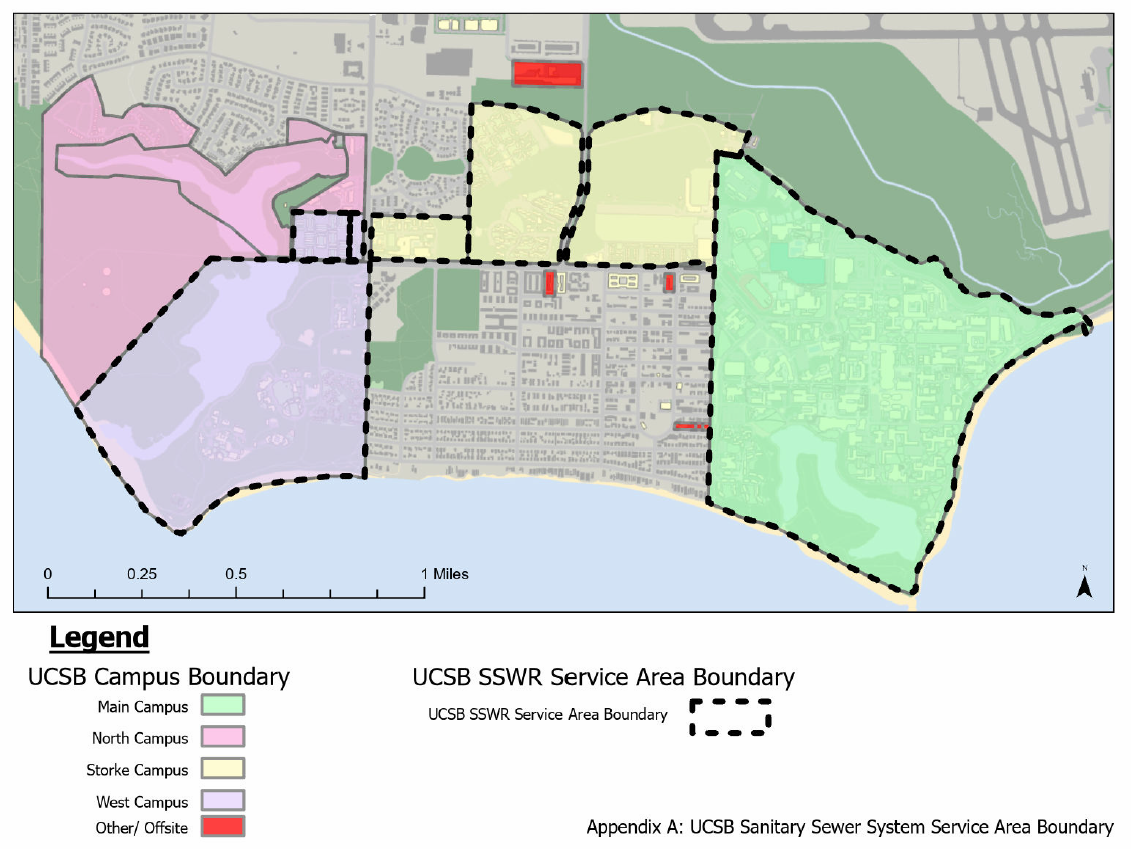 0 0.25 0.5 1 Miles
N
Legend
UCSB Campus Boundary
Main Campus
North Campus
Storke Campus
West Campus
Other/ Offsite
UCSB SSWR Service Area Boundary
UCSB SSWR Service Area Boundary
Appendix A: UCSB Sanitary Sewer System Service Area Boundary